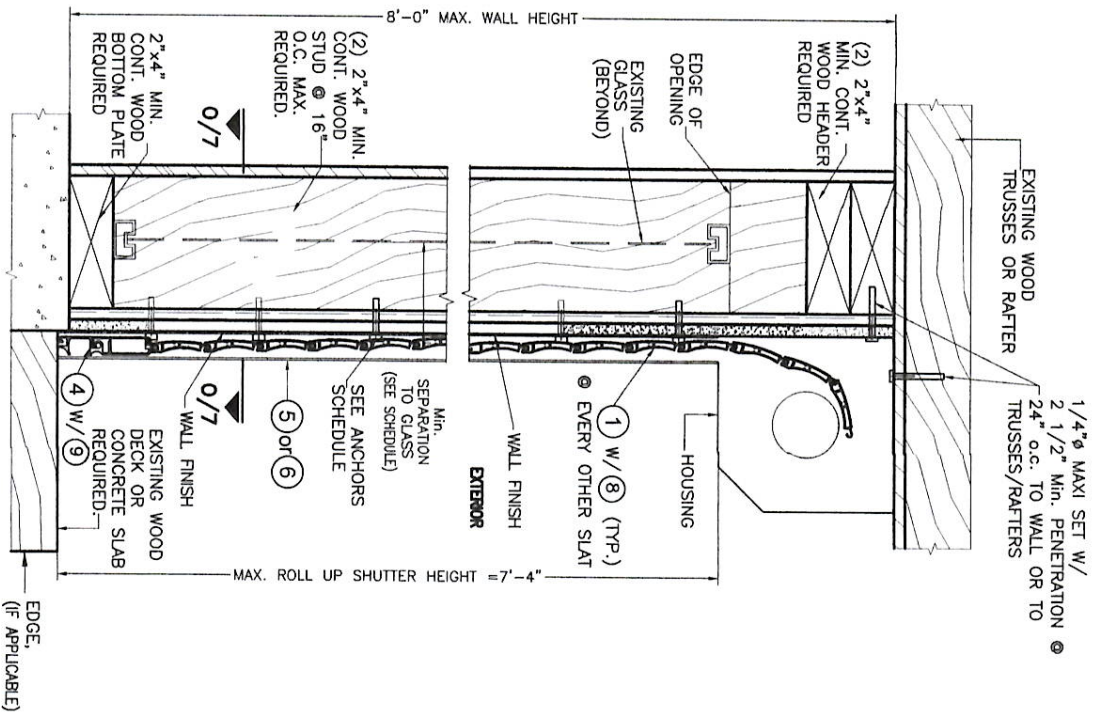 8'-0" MAX. WALL HEIGHT
(2) 2"x4"
MIN. CONT.
WOOD HEADER
REQUIRED
EDGE OF
OPENING
EXISTING
GLASS
(BEYOND)
(2) 2"x4" MIN.
CONT. WOOD
STUD @ 16"
O.C. MAX.
REQUIRED.
0/7
2"x4" MIN.
CONT. WOOD
BOTTOM PLATE
REQUIRED
EXISTING WOOD
TRUSSES OR RAFTER
1/4"ø MAXI SET W/
2 1/2" Min. PENETRATION @
24" o.c. TO WALL OR TO
TRUSSES/RAFTERS
HOUSING
1 W/ 8 (TYP.)
@ EVERY OTHER SLAT
WALL FINISH
EXTERIOR
Min.
SEPARATION
TO GLASS
(SEE SCHEDULE)
SEE ANCHORS
SCHEDULE
5 or 6
0/7
WALL FINISH
4 W/ 9
EXISTING WOOD
DECK OR
CONCRETE SLAB
REQUIRED.
MAX. ROLL UP SHUTTER HEIGHT =7'-4"
EDGE,
(IF APPLICABLE)